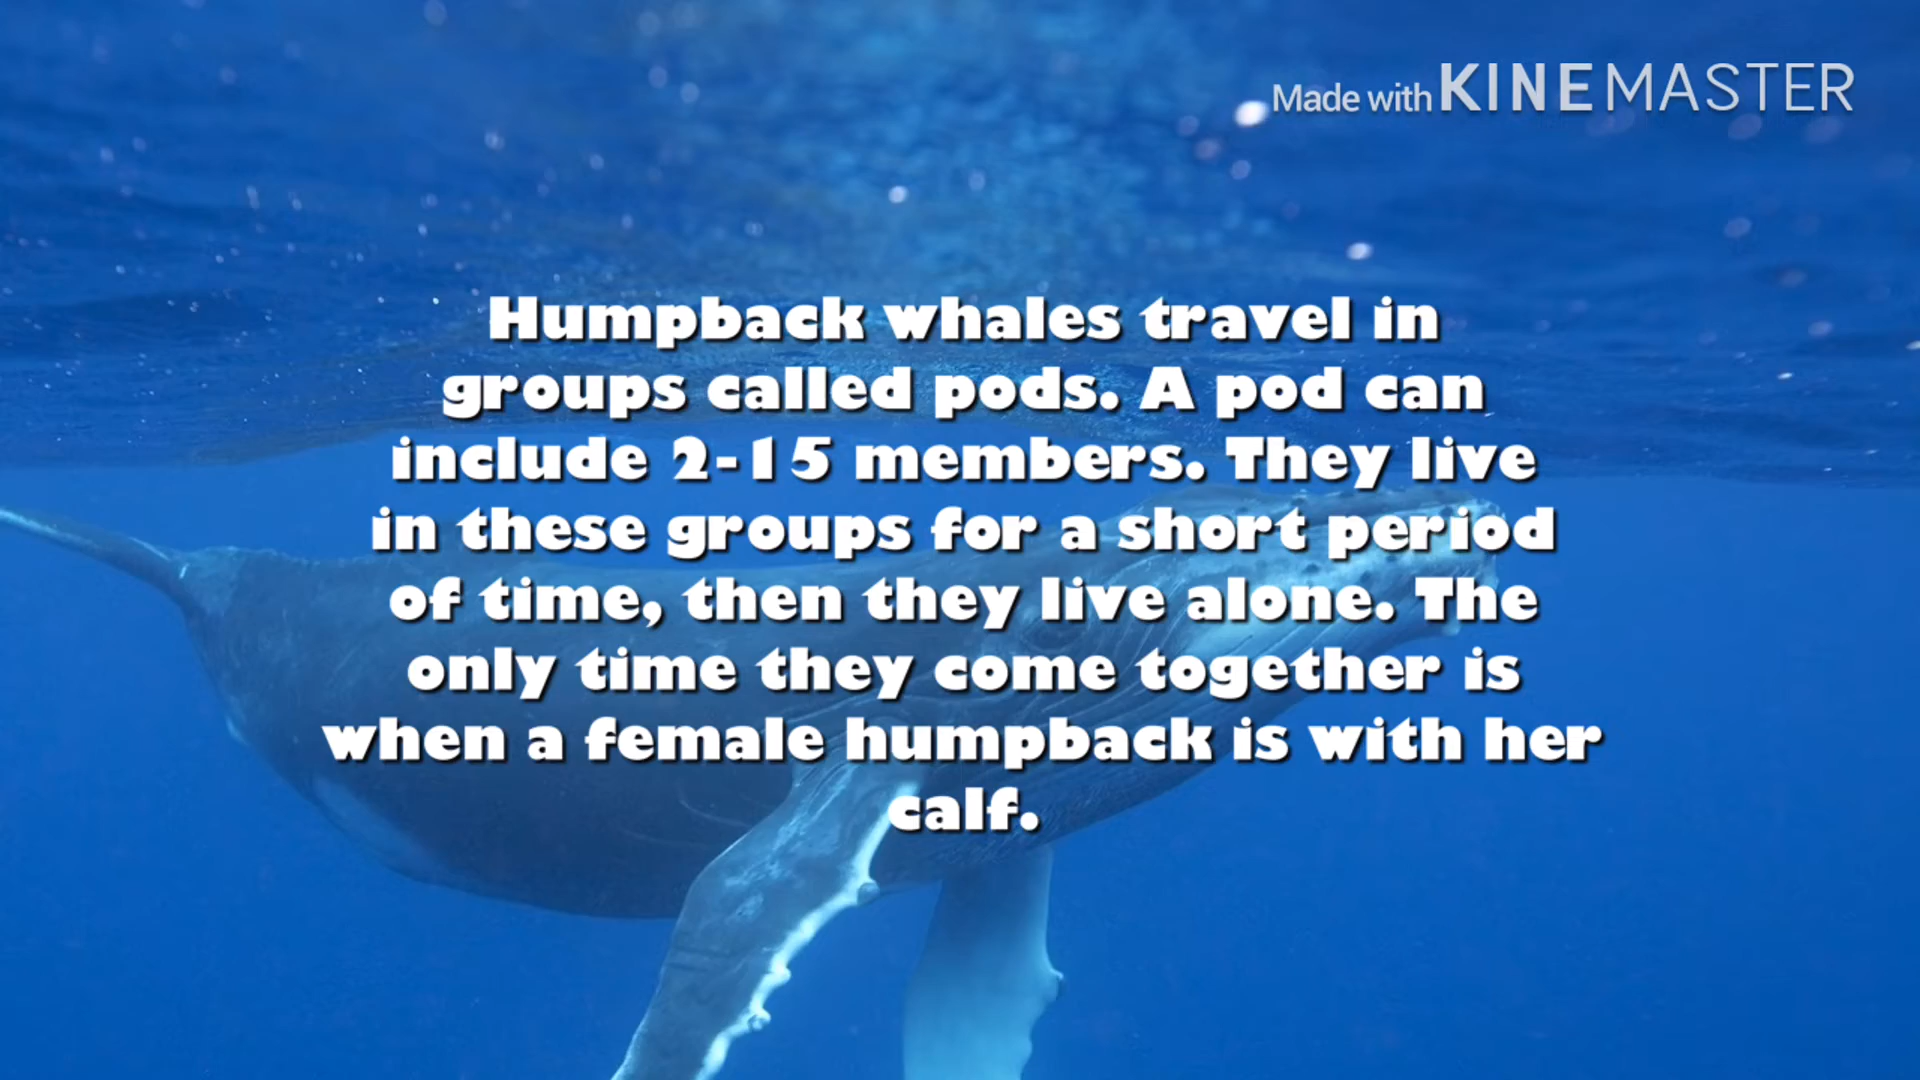 Made with KINEMASTER
Humpback whales travel in
groups called pods. A pod can
include 2-15 members. They live
in these groups for a short period
of time, then they live alone. The
only time they come together is
when a female humpback is with her
calf.